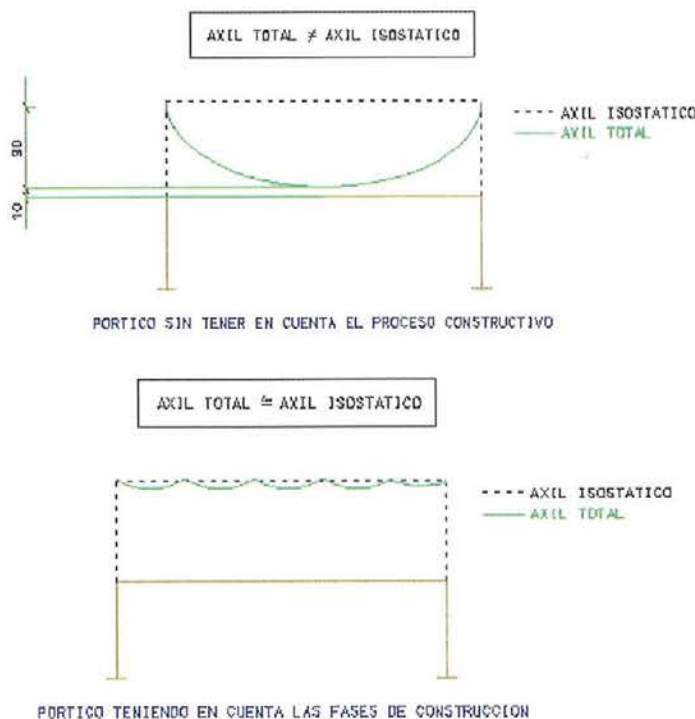 AXIL TOTAL ≠ AXIL ISOSTATICO
AXIL ISOSTATICO
AXIL TOTAL
90
10
PORTICO SIN TENER EN CUENTA EL PROCESO CONSTRUCTIVO
AXIL TOTAL ≅ AXIL ISOSTATICO
AXIL ISOSTATICO
AXIL TOTAL
PORTICO TENIENDO EN CUENTA LAS FASES DE CONSTRUCCION